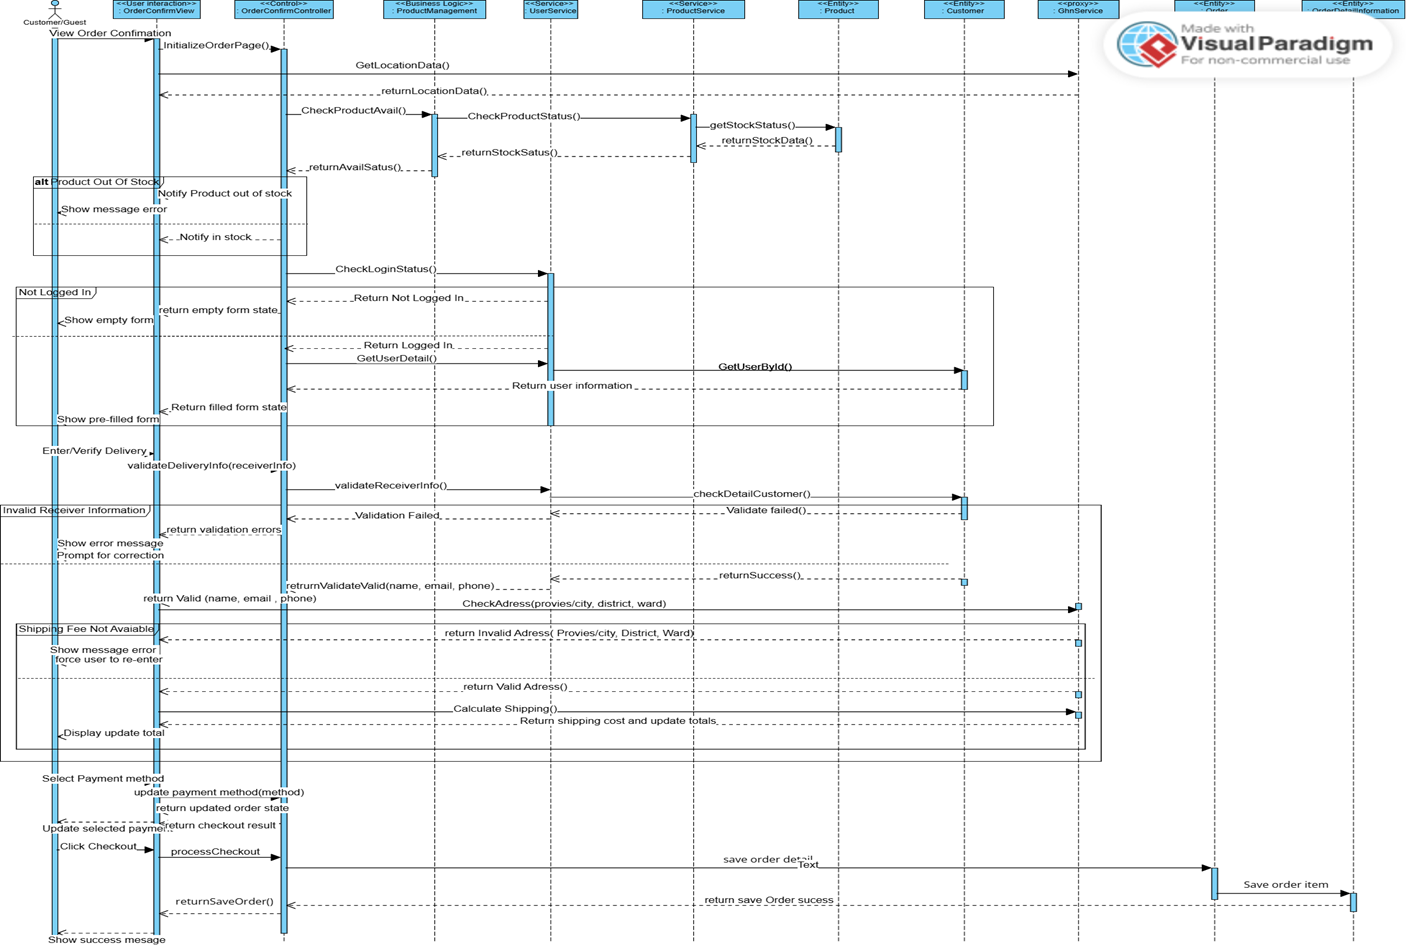 <<User interaction>>
<<Control>>
<<Business Logic>>
<<Service>>
<<Service>>
<<Entity>>
<<Entity>>
<<proxy>>
<<Entity>>
<<Entity>>
: OrderConfirmView
: OrderConfirmController
: ProductManagement
: UserService
: ProductService
: Product
: Customer
: GhnService
: Order
: OrderDetailInformation
Customer/Guest
Made with
Visual Paradigm
For non-commercial use
View Order Confimation
InitializeOrderPage()
GetLocationData()
returnLocationData()
CheckProductAvail()
CheckProductStatus()
getStockStatus()
returnStockData()
returnStockSatus()
returnAvailSatus()
alt Product Out Of Stock
Notify Product out of stock
Show message error
Notify in stock
CheckLoginStatus()
Not Logged In
Return Not Logged In
return empty form state
Show empty form
Return Logged In
GetUserDetail()
GetUserById()
Return user information
Return filled form state
Show pre-filled form
Enter/Verify Delivery
validateDeliveryInfo(receiverInfo)
validateReceiverInfo()
checkDetailCustomer()
Invalid Receiver Information
Validate failed()
Validation Failed
return validation errors
Show error message
Prompt for correction
returnSuccess()
retrurnValidateValid(name, email, phone)
return Valid (name, email , phone)
CheckAdress(provies/city, district, ward)
Shipping Fee Not Avaiable
return Invalid Adress( Provies/city, District, Ward)
Show message error
force user to re-enter
return Valid Adress()
Calculate Shipping()
Return shipping cost and update totals
Display update total
Select Payment method
update payment method(method)
return updated order state
return checkout result
Update selected payme...
Click Checkout
processCheckout
save order detail
Text
Save order item
return save Order sucess
returnSaveOrder()
Show success mesage